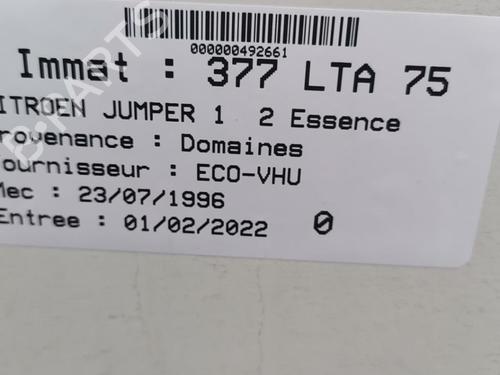 000000492661
Immat : 377 LTA 75
ITROEN JUMPER 1 2 Essence
rovenance : Domaines
ournisseur : ECO-VHU
Mec : 23/07/1996
Entree : 01/02/2022 0
B-PARTS